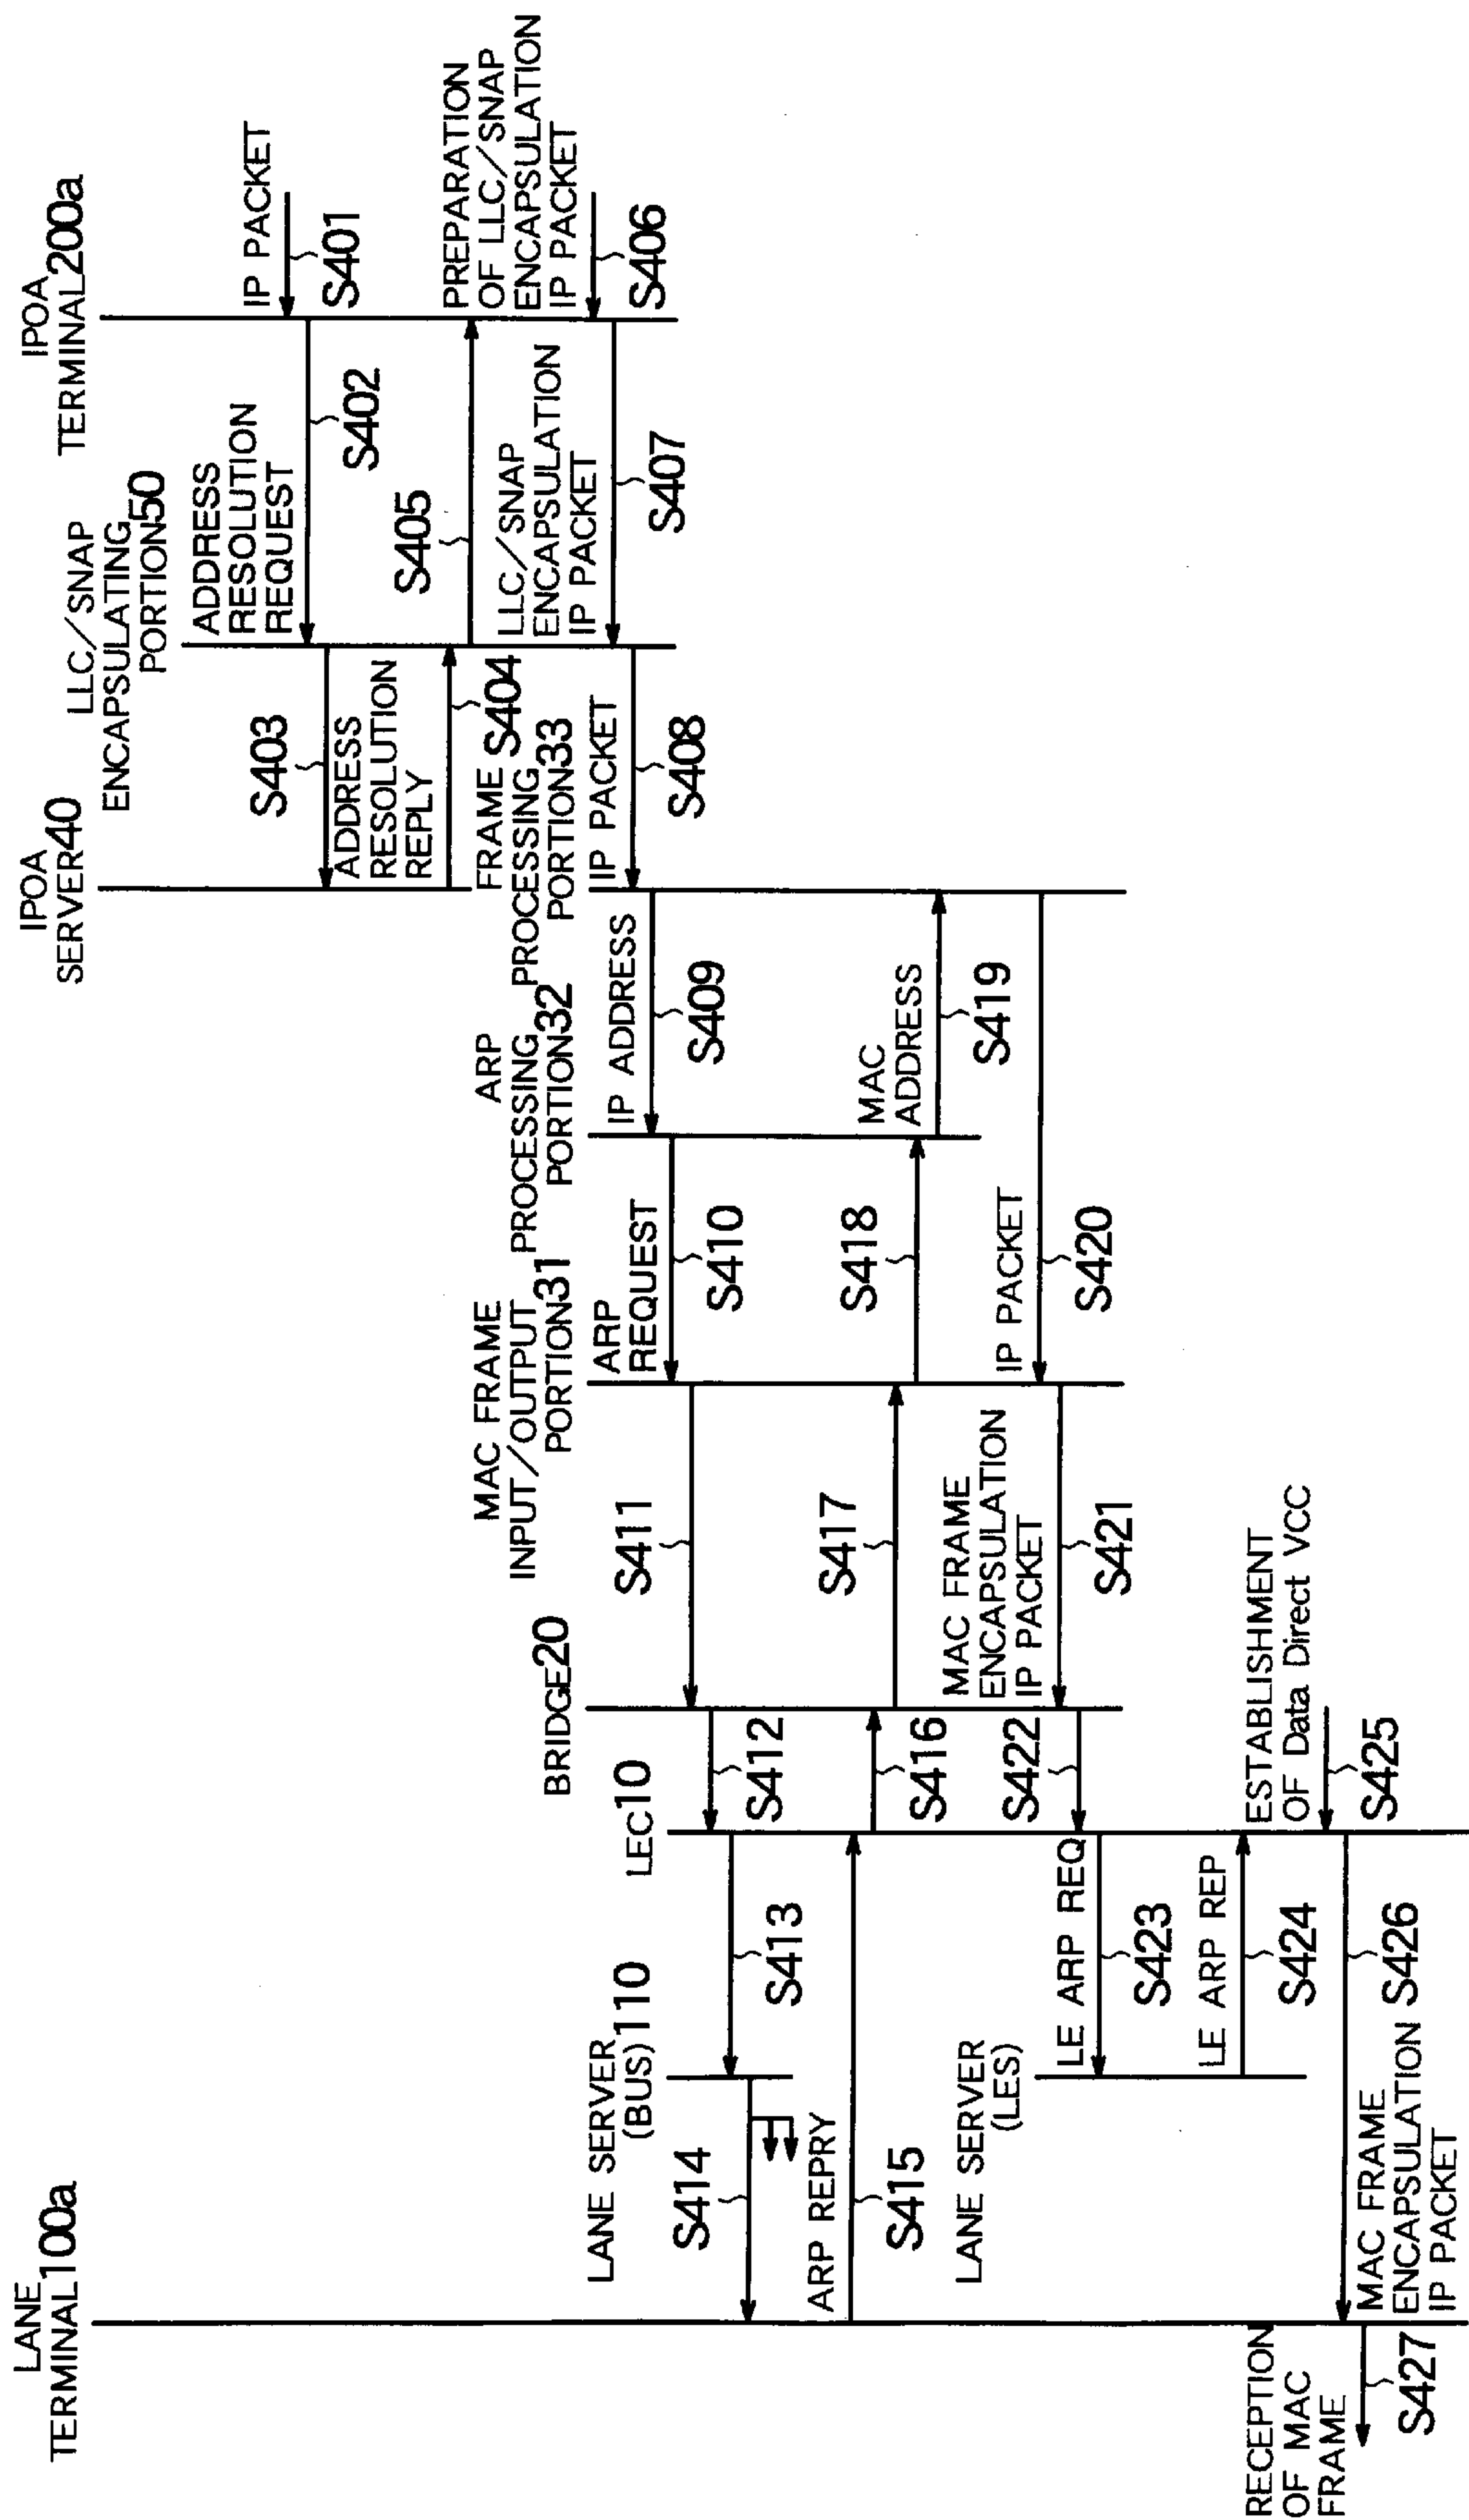 LANE
TERMINAL100a
LANE SERVER
(BUS)110
LEC10
BRIDGE20
MAC FRAME
INPUT/OUTPUT
PORTION31
ARP
PROCESSING
PORTION32
FRAME
PROCESSING
PORTION33
IPOA
SERVER40
LLC/SNAP
ENCAPSULATING
PORTION50
IPOA
TERMINAL200a
IP PACKET
S401
ADDRESS
RESOLUTION
REQUEST
S402
S403
ADDRESS
RESOLUTION
REPLY
S404
S405
PREPARATION
OF LLC/SNAP
ENCAPSULATION
IP PACKET
S406
LLC/SNAP
ENCAPSULATION
IP PACKET
S407
IP PACKET
S408
IP ADDRESS
S409
ARP
REQUEST
S410
S411
S412
S413
S414
ARP REPRY
S415
S416
S417
S418
MAC
ADDRESS
S419
IP PACKET
S420
MAC FRAME
ENCAPSULATION
IP PACKET
S421
S422
LANE SERVER
(LES)
LE ARP REQ
S423
LE ARP REP
S424
ESTABLISHMENT
OF Data Direct VCC
S425
MAC FRAME
ENCAPSULATION
IP PACKET
S426
RECEPTION
OF MAC
FRAME
S427